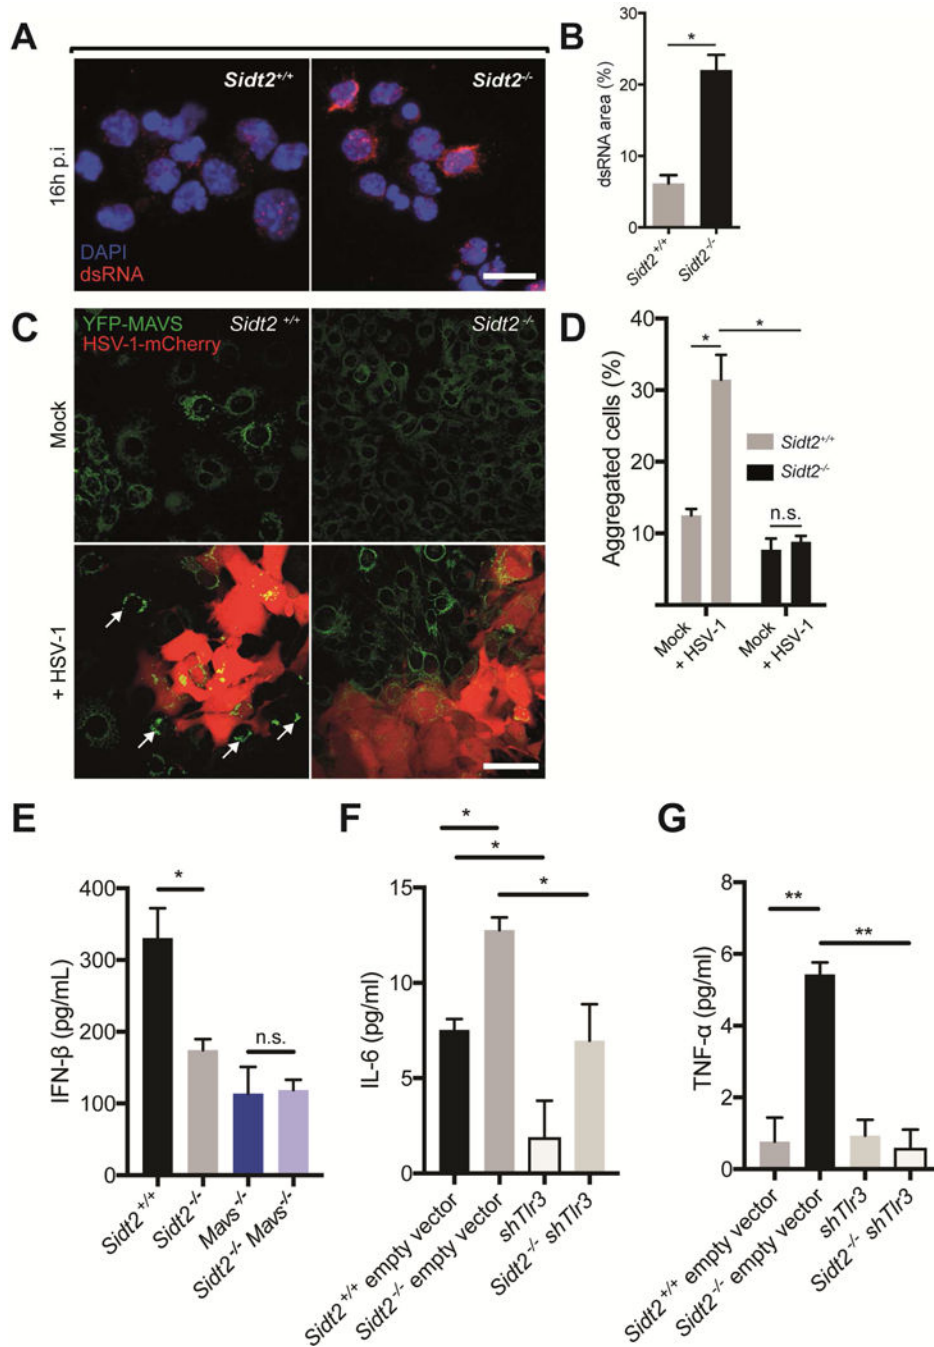 A
Sidt2+/+
Sidt2-/-
16h p.i
DAPI
dsRNA
B
dsRNA area (%)
30
20
10
0
*
Sidt2+/+
Sidt2-/-
C
YFP-MAVS
HSV-1-mCherry
Sidt2 +/+
Sidt2-/-
Mock
+ HSV-1
D
Aggregated cells (%)
40
30
20
10
*
*
n.s.
Sidt2+/+
Sidt2-/-
Mock
+ HSV-1
Mock
+ HSV-1
E
IFN-β (pg/mL)
400
300
200
100
0
*
n.s.
Sidt2+/+
Sidt2-/-
Mavs-/-
Sidt2-/- Mavs-/-
F
IL-6 (pg/ml)
15
10
5
0
*
*
*
Sidt2+/+ empty vector
Sidt2-/- empty vector
shTlr3
Sidt2-/- shTlr3
G
TNF-α (pg/ml)
8
6
4
2
0
**
**
Sidt2+/+ empty vector
Sidt2-/- empty vector
shTlr3
Sidt2-/- shTlr3